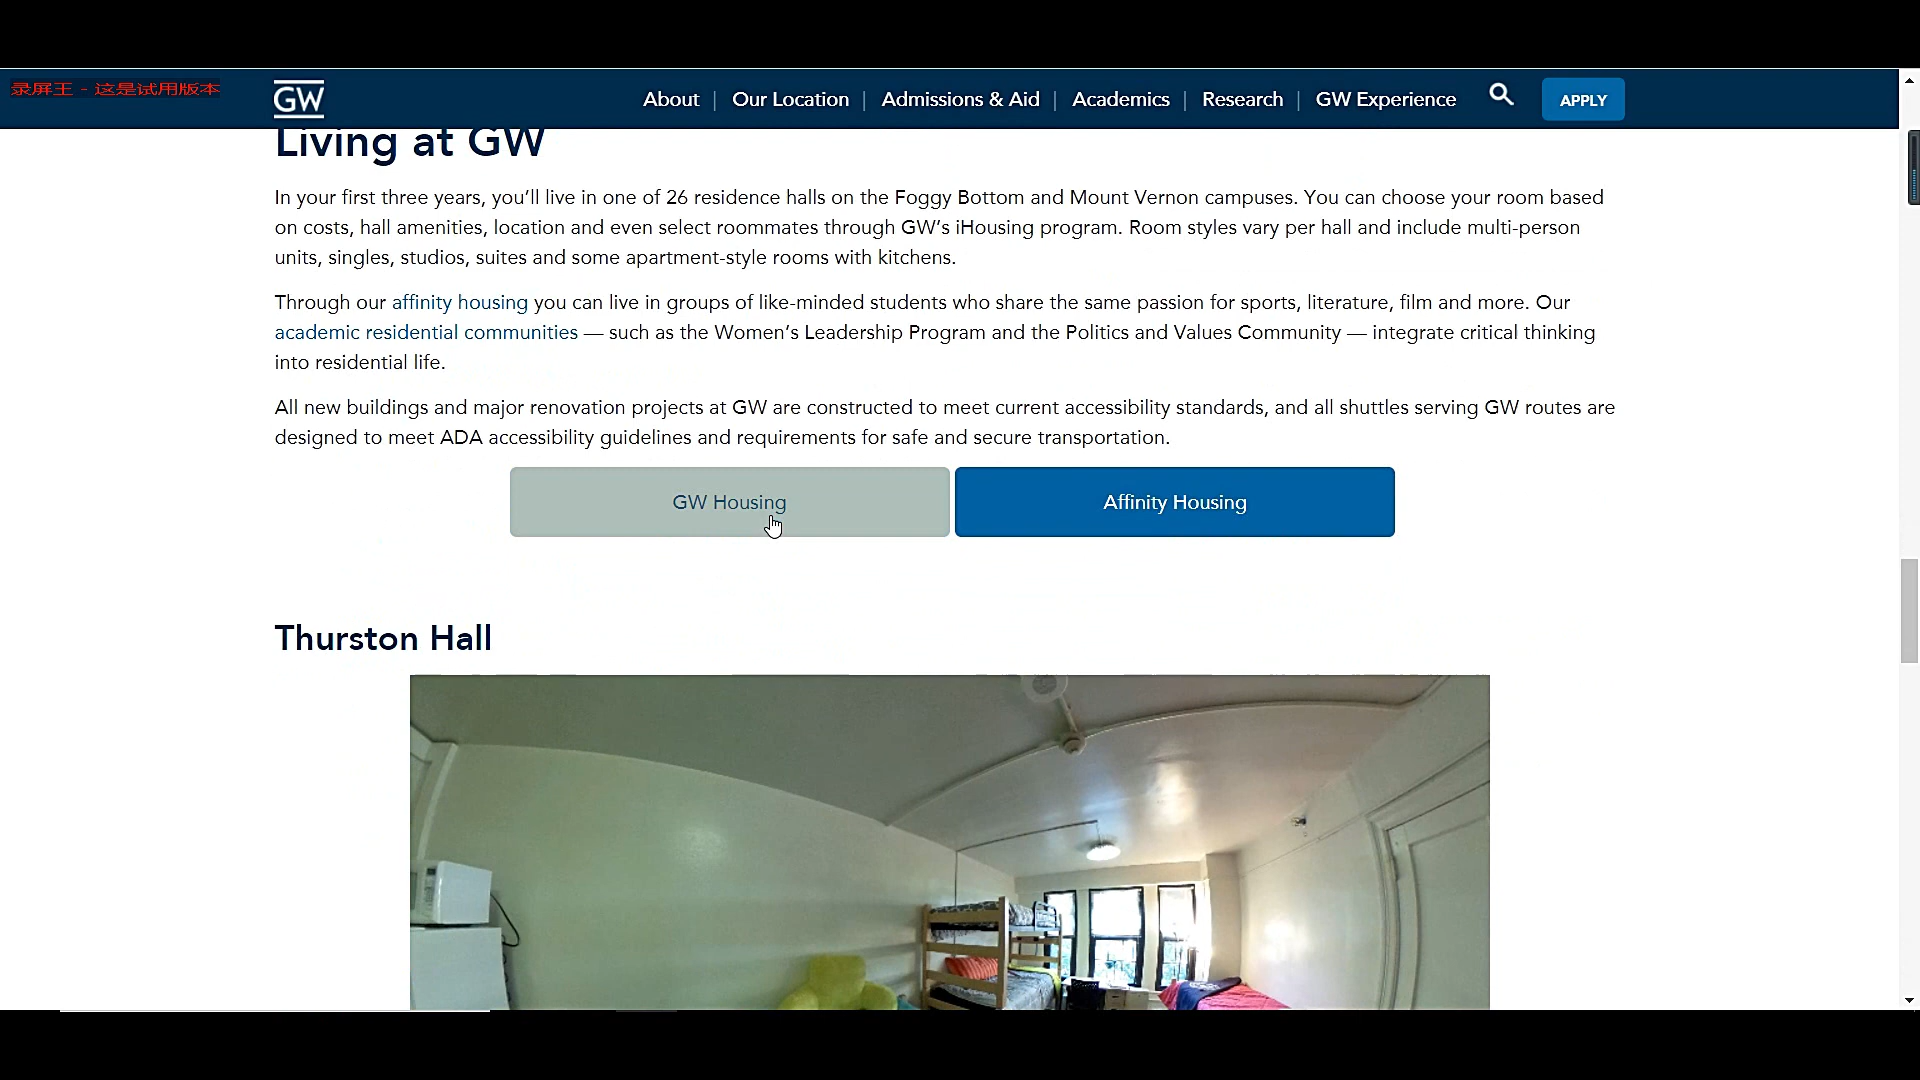 录屏王 - 这是试用版本
GW
About | Our Location | Admissions & Aid | Academics | Research | GW Experience
APPLY
Living at GW
In your first three years, you’ll live in one of 26 residence halls on the Foggy Bottom and Mount Vernon campuses. You can choose your room based
on costs, hall amenities, location and even select roommates through GW’s iHousing program. Room styles vary per hall and include multi-person
units, singles, studios, suites and some apartment-style rooms with kitchens.
Through our affinity housing you can live in groups of like-minded students who share the same passion for sports, literature, film and more. Our
academic residential communities — such as the Women’s Leadership Program and the Politics and Values Community — integrate critical thinking
into residential life.
All new buildings and major renovation projects at GW are constructed to meet current accessibility standards, and all shuttles serving GW routes are
designed to meet ADA accessibility guidelines and requirements for safe and secure transportation.
GW Housing
Affinity Housing
Thurston Hall